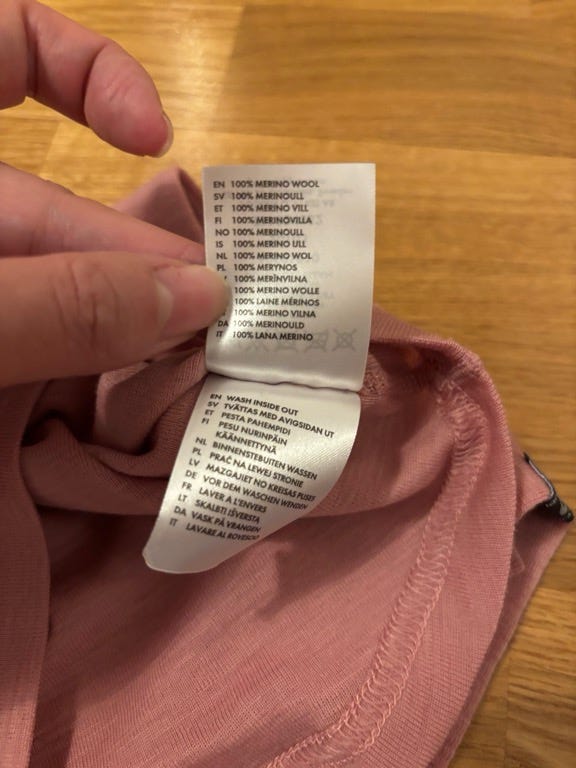 EN 100% MERINO WOOL
SV 100% MERINOULL
ET 100% MERINO VILL
FI 100% MERINOVILLA
NO 100% MERINOULL
IS 100% MERINO ULL
NL 100% MERINO WOL
PL 100% MERYNOS
100% MERĪNVILNA
100% MERINO WOLLE
100% LAINE MÉRINOS
100% MERINO VILNA
DA 100% MERINOULD
IT 100% LANA MERINO
EN WASH INSIDE OUT
SV TVÄTTAS MED AVIGSIDAN UT
ET PESTA PAHEMPIDI
FI PESU NURINPÄIN
KÄÄNNETTYNÄ
NL BINNENSTEBUITEN WASSEN
PL PRAĆ NA LEWEJ STRONIE
LV MAZGAJIET NO KREISAS PUSES
DE VOR DEM WASCHEN WENDEN
FR LAVER A L'ENVERS
LT SKALBTI IŠVERSTĄ
DA VASK PÅ VRANGEN
IT LAVARE AL ROVESCIO